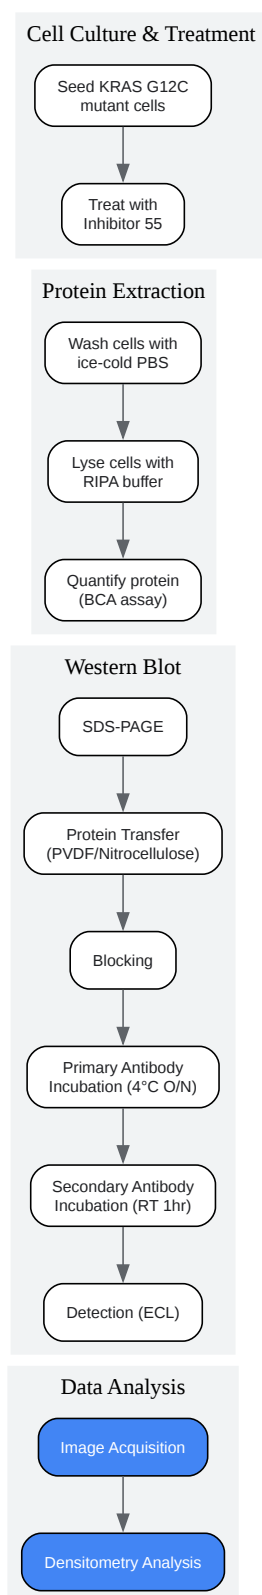 Cell Culture & Treatment
Seed KRAS G12C
mutant cells
Treat with
Inhibitor 55
Protein Extraction
Wash cells with
ice-cold PBS
Lyse cells with
RIPA buffer
Quantify protein
(BCA assay)
Western Blot
SDS-PAGE
Protein Transfer
(PVDF/Nitrocellulose)
Blocking
Primary Antibody
Incubation (4°C O/N)
Secondary Antibody
Incubation (RT 1hr)
Detection (ECL)
Data Analysis
Image Acquisition
Densitometry Analysis